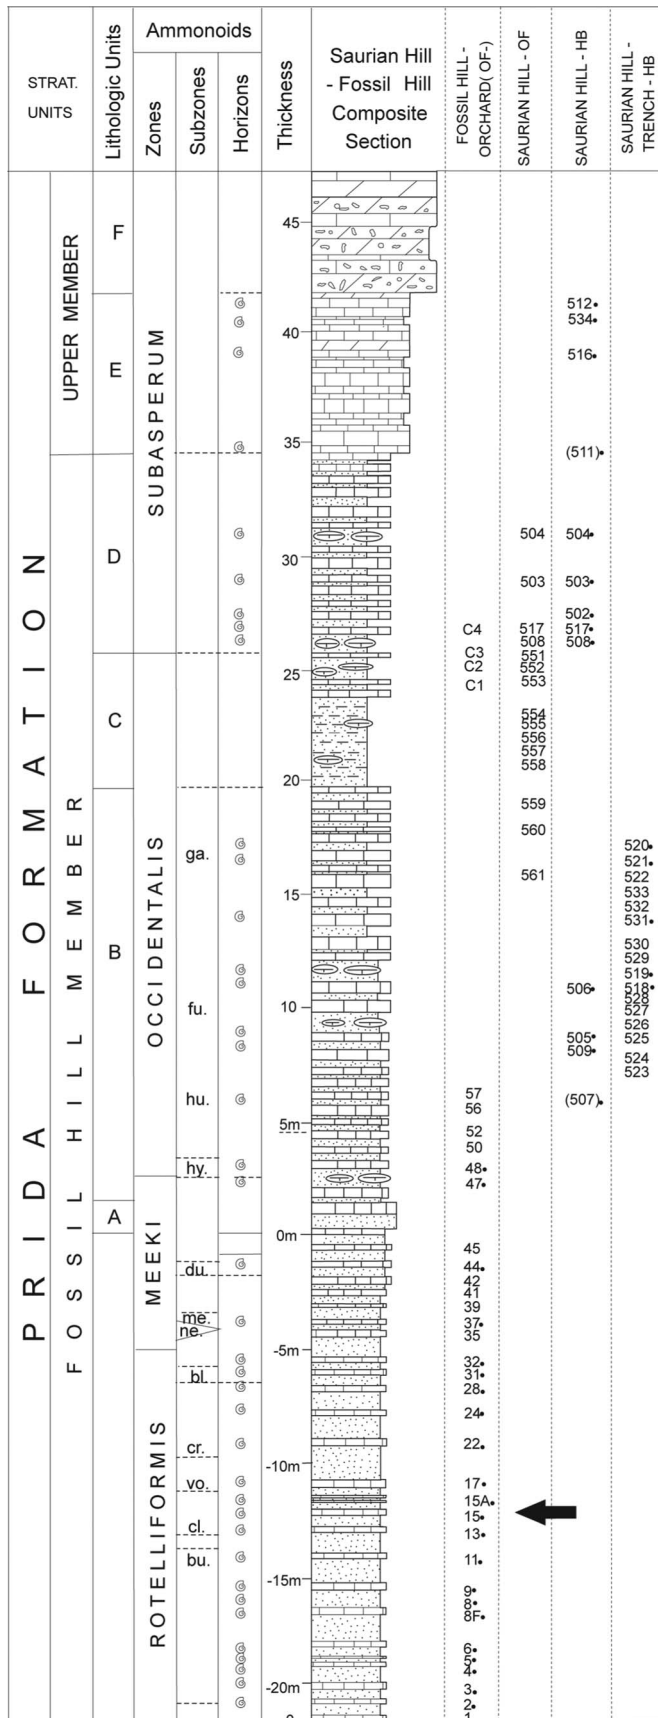 STRAT.
UNITS
Lithologic Units
Ammonoids
Zones
Subzones
Horizons
Thickness
Saurian Hill
- Fossil Hill
Composite
Section
FOSSIL HILL -
ORCHARD( OF-)
SAURIAN HILL - OF
SAURIAN HILL - HB
SAURIAN HILL -
TRENCH - HB
PRIDA FORMATION
UPPER MEMBER
FOSSIL HILL MEMBER
F
E
D
C
B
A
SUBASPERUM
OCCIDENTALIS
MEEKI
ROTELLIFORMIS
ga.
fu.
hu.
hy.
du.
me.
ne.
bl.
cr.
vo.
cl.
bu.
45
40
35
30
25
20
15
10
5m
0m
-5m
-10m
-15m
-20m
C4
C3
C2
C1
57
56
52
50
48•
47•
45
44•
42
41
39
37•
35
32•
31•
28•
24•
22•
17•
15A•
15•
13•
11•
9•
8•
8F•
6•
5•
4•
3•
2•
1
504
503
517
508
551
552
553
554
555
556
557
558
559
560
561
512•
534•
516•
(511)•
504•
503•
502•
517•
508•
506•
505•
509•
(507)•
520•
521•
522
533
532
531•
530
529
519•
518•
528
527
526
525
524
523